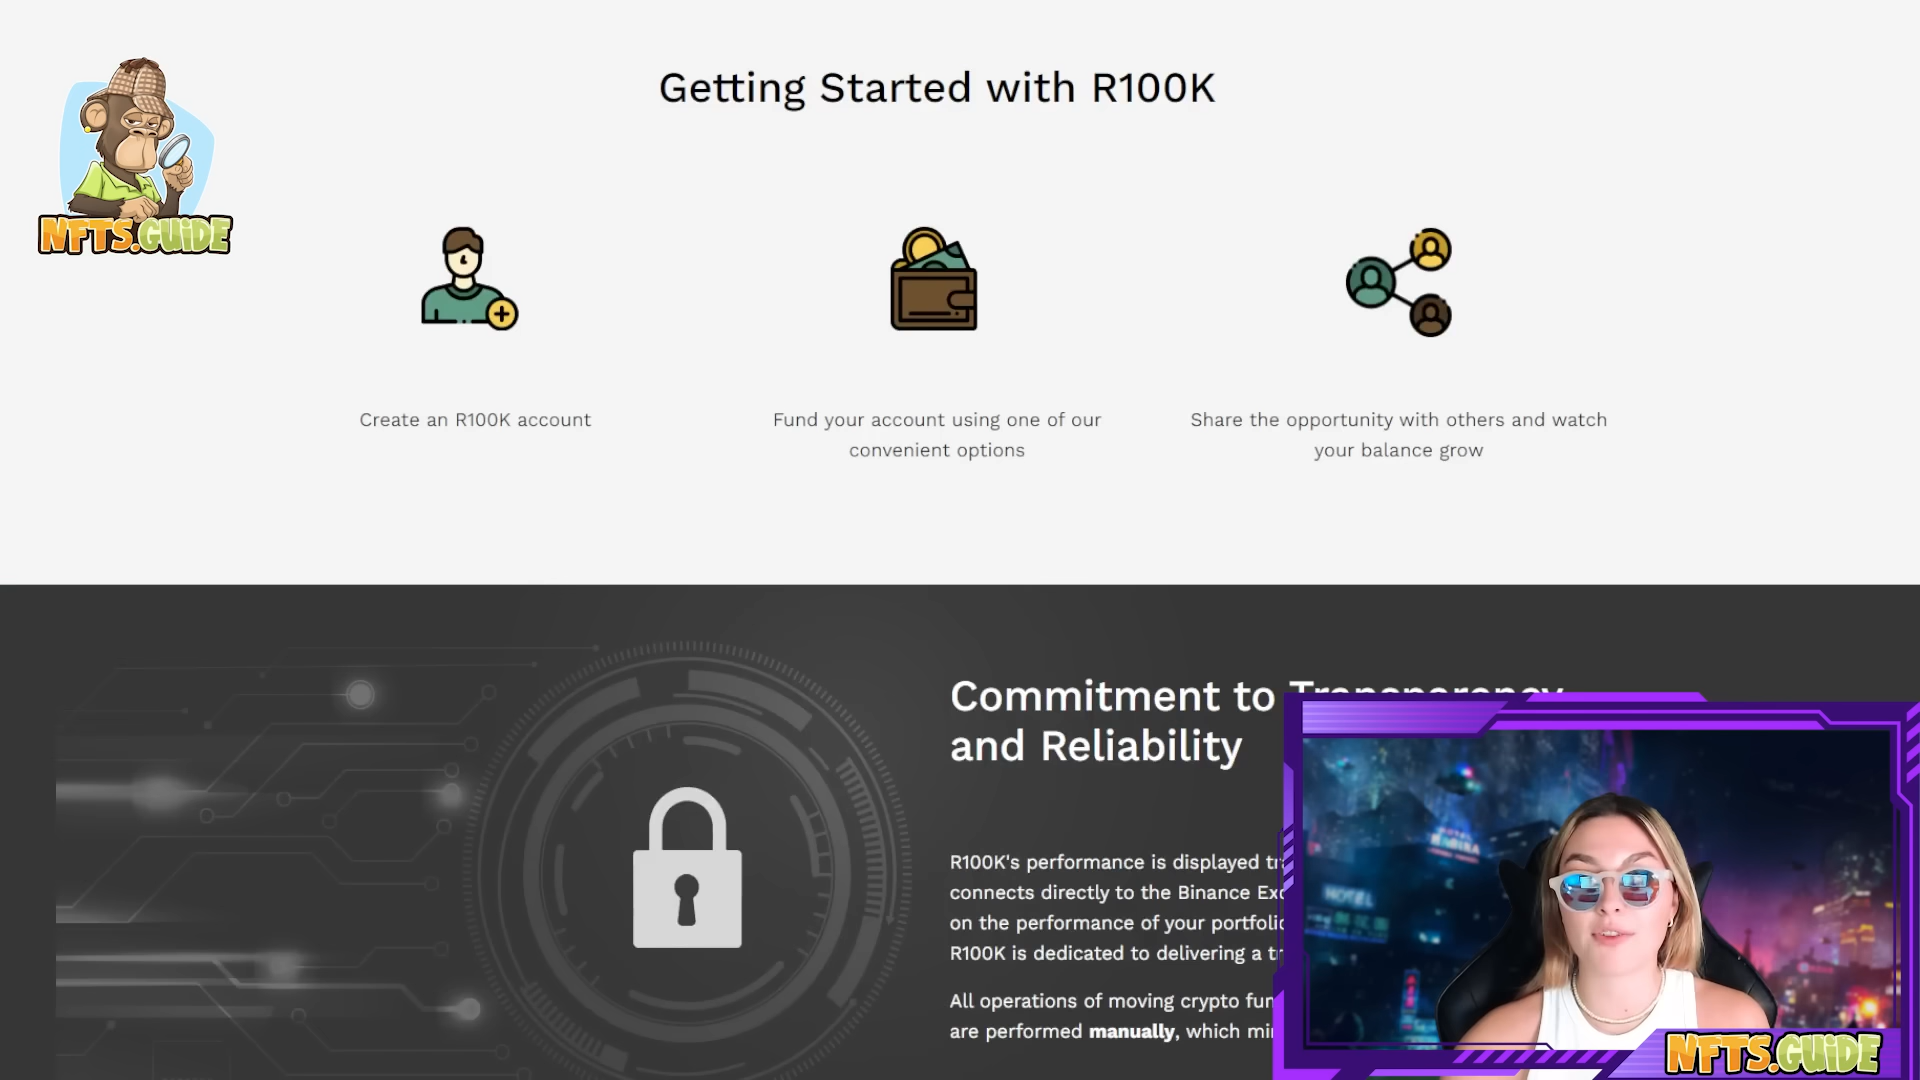 Getting Started with R100K
NFTS.GUIDE
Create an R100K account
Fund your account using one of our
convenient options
Share the opportunity with others and watch
your balance grow
Commitment to Transparency
and Reliability
R100K's performance is displayed
connects directly to the Binance
on the performance of your
R100K is dedicated to delivering a
All operations of moving crypto
are performed manually, which
HOTEL
NFTS.GUIDE